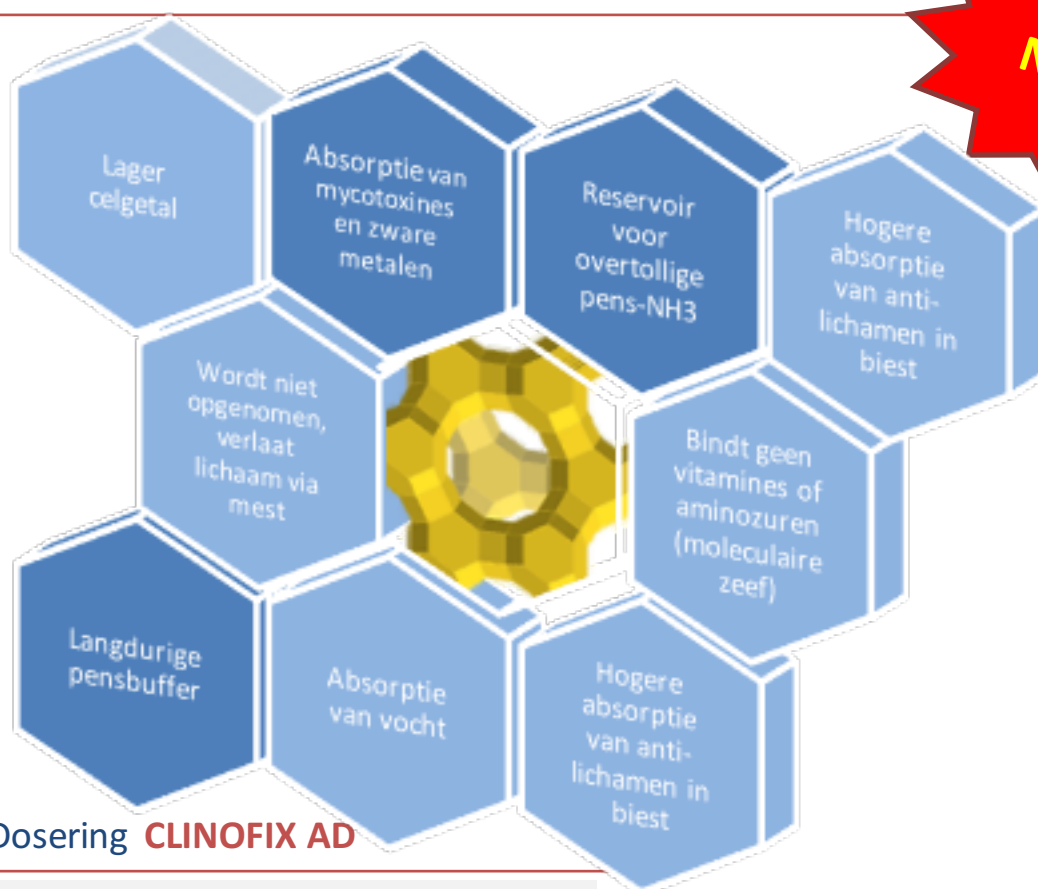 Lager
celgetal
Absorptie van
mycotoxines
en zware
metalen
Reservoir
voor
overtollige
pens-NH3
Hogere
absorptie
van anti-
lichamen in
biest
Wordt niet
opgenomen,
verlaat
lichaam via
mest
Bindt geen
vitamines of
aminozuren
(moleculaire
zeef)
Langdurige
pensbuffer
Absorptie
van vocht
Hogere
absorptie
van anti-
lichamen in
biest
Dosering CLINOFIX AD